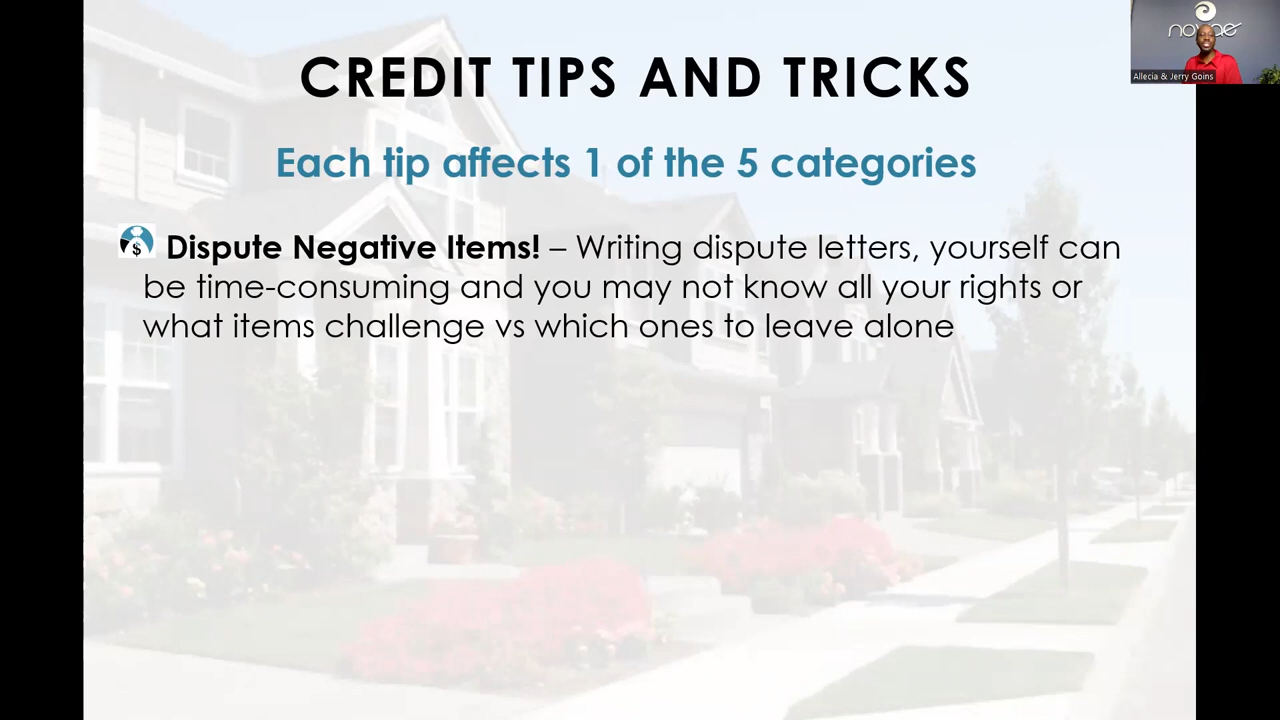 novae
Allecia & Jerry Goins
CREDIT TIPS AND TRICKS
Each tip affects 1 of the 5 categories
$ Dispute Negative Items! – Writing dispute letters, yourself can
be time-consuming and you may not know all your rights or
what items challenge vs which ones to leave alone